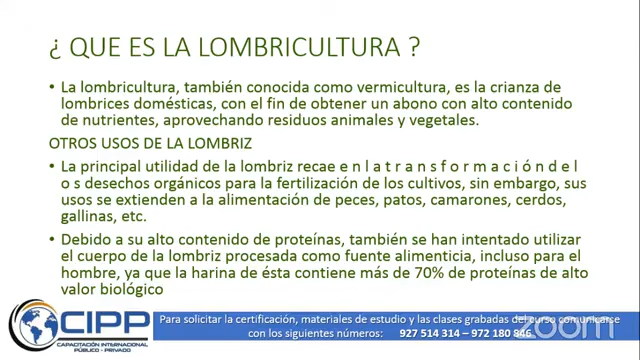 ¿ QUE ES LA LOMBRICULTURA ?
• La lombricultura, también conocida como vermicultura, es la crianza de
lombrices domésticas, con el fin de obtener un abono con alto contenido
de nutrientes, aprovechando residuos animales y vegetales.
OTROS USOS DE LA LOMBRIZ
• La principal utilidad de la lombriz recae e n l a t r a n s f o r m a c i ó n d e l
o s desechos orgánicos para la fertilización de los cultivos, sin embargo, sus
usos se extienden a la alimentación de peces, patos, camarones, cerdos,
gallinas, etc.
• Debido a su alto contenido de proteínas, también se han intentado utilizar
el cuerpo de la lombriz procesada como fuente alimenticia, incluso para el
hombre, ya que la harina de ésta contiene más de 70% de proteínas de alto
valor biológico
CIPP
CAPACITACIÓN INTERNACIONAL
PÚBLICO - PRIVADO
Para solicitar la certificación, materiales de estudio y las clases grabadas del curso comunicarse
con los siguientes números: 927 514 314 – 972 180 846
zoom